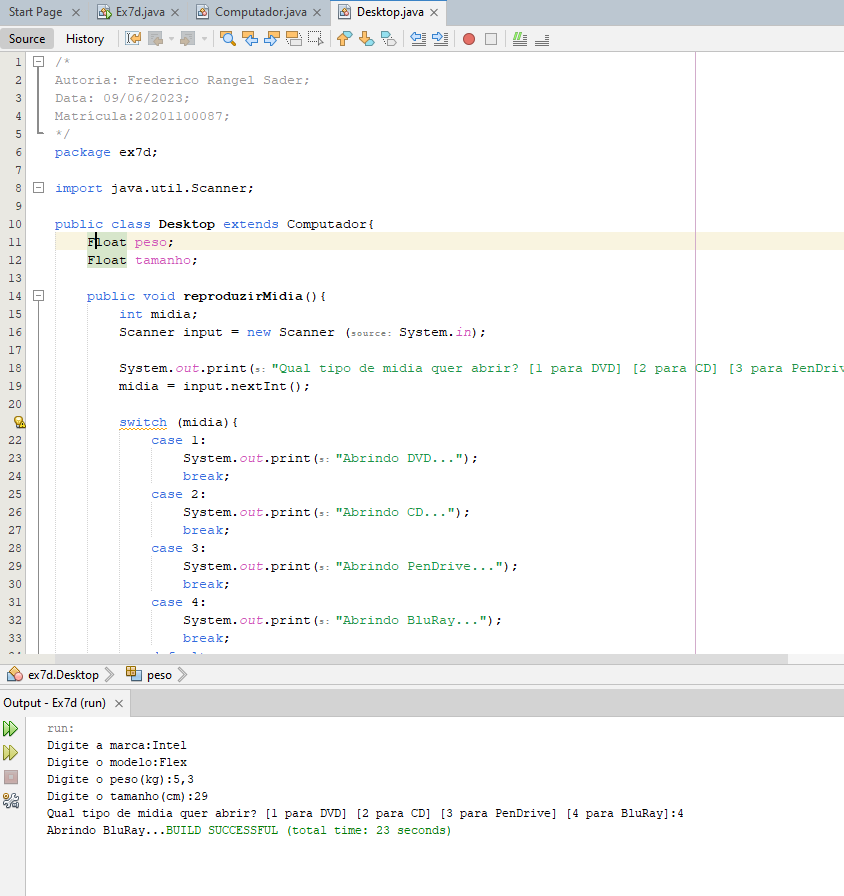 Start Page Ex7d.java Computador.java Desktop.java
Source History
1 /*
2 Autoria: Frederico Rangel Sader;
3 Data: 09/06/2023;
4 Matrícula:20201100087;
5 */
6 package ex7d;
7
8 import java.util.Scanner;
9
10 public class Desktop extends Computador{
11 Float peso;
12 Float tamanho;
13
14 public void reproduzirMidia(){
15 int midia;
16 Scanner input = new Scanner (source: System.in);
17
18 System.out.print(s: "Qual tipo de midia quer abrir? [1 para DVD] [2 para CD] [3 para PenDriv
19 midia = input.nextInt();
20
switch (midia){
22 case 1:
23 System.out.print(s: "Abrindo DVD...");
24 break;
25 case 2:
26 System.out.print(s: "Abrindo CD...");
27 break;
28 case 3:
29 System.out.print(s: "Abrindo PenDrive...");
30 break;
31 case 4:
32 System.out.print(s: "Abrindo BluRay...");
33 break;
ex7d.Desktop peso
Output - Ex7d (run)
run:
Digite a marca:Intel
Digite o modelo:Flex
Digite o peso(kg):5,3
Digite o tamanho(cm):29
Qual tipo de midia quer abrir? [1 para DVD] [2 para CD] [3 para PenDrive] [4 para BluRay]:4
Abrindo BluRay...BUILD SUCCESSFUL (total time: 23 seconds)